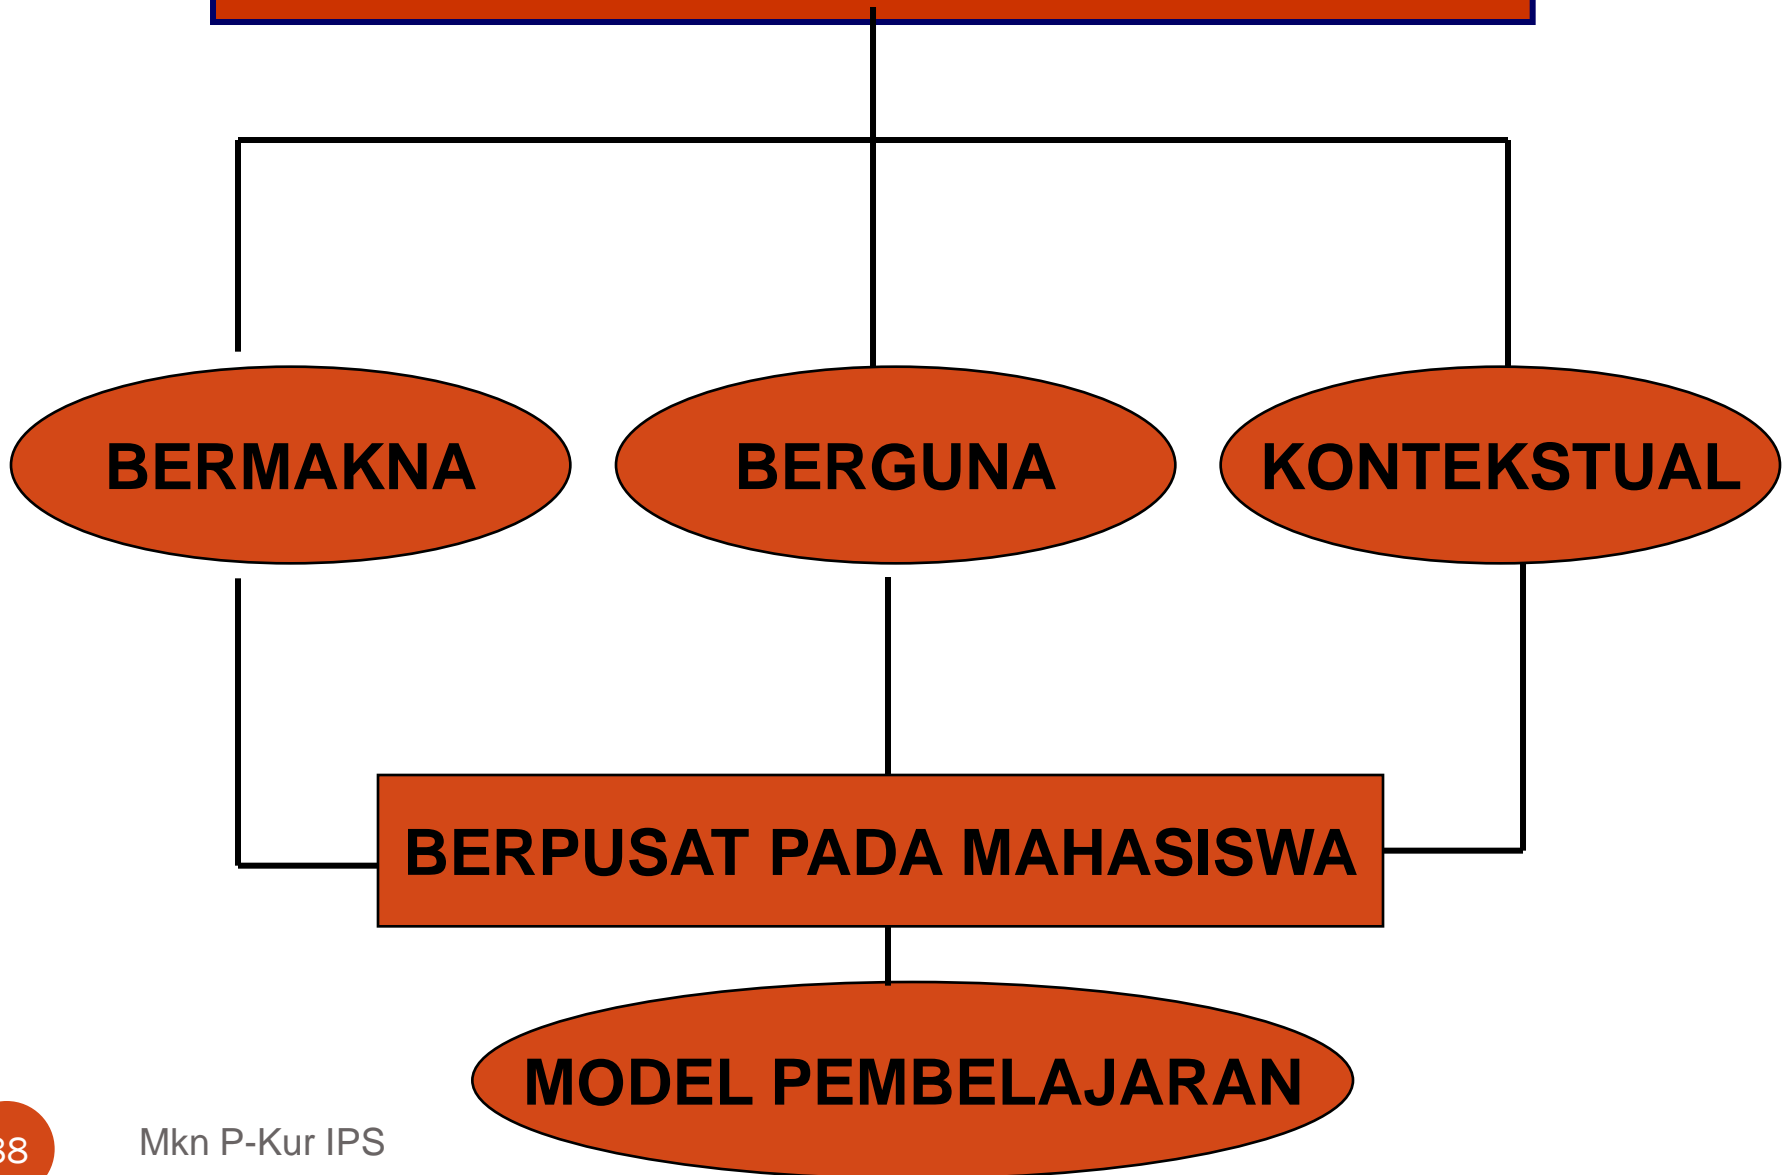 BERMAKNA
BERGUNA
KONTEKSTUAL
BERPUSAT PADA MAHASISWA
MODEL PEMBELAJARAN
Mkn P-Kur IPS